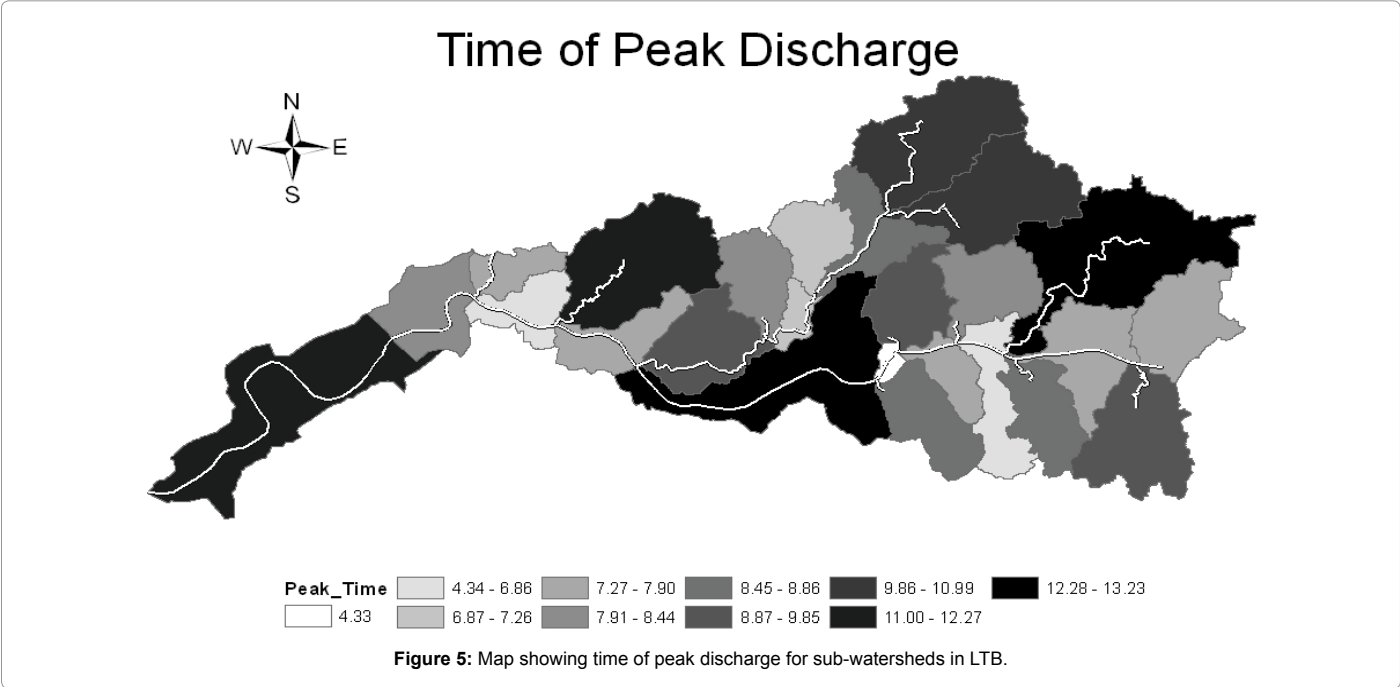 Time of Peak Discharge
N
W E
S
Peak_Time 4.34 - 6.86 7.27 - 7.90 8.45 - 8.86 9.86 - 10.99 12.28 - 13.23
4.33 6.87 - 7.26 7.91 - 8.44 8.87 - 9.85 11.00 - 12.27
Figure 5: Map showing time of peak discharge for sub-watersheds in LTB.